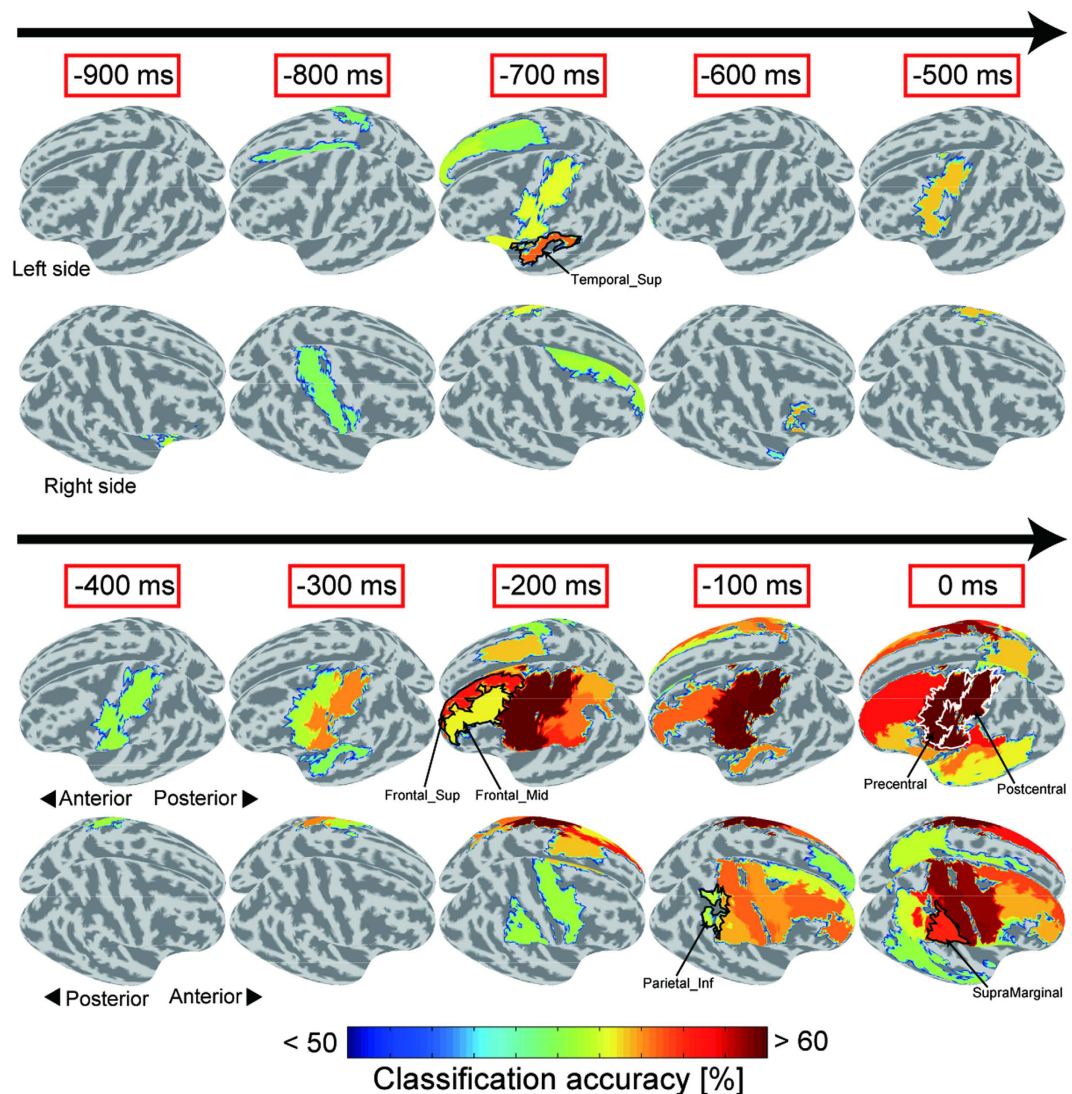 -900 ms -800 ms -700 ms -600 ms -500 ms
Left side
Temporal_Sup
Right side
-400 ms -300 ms -200 ms -100 ms 0 ms
Frontal_Sup Frontal_Mid Precentral Postcentral
◀ Anterior Posterior ▶
Parietal_Inf SupraMarginal
◀ Posterior Anterior ▶
< 50 > 60
Classification accuracy [%]